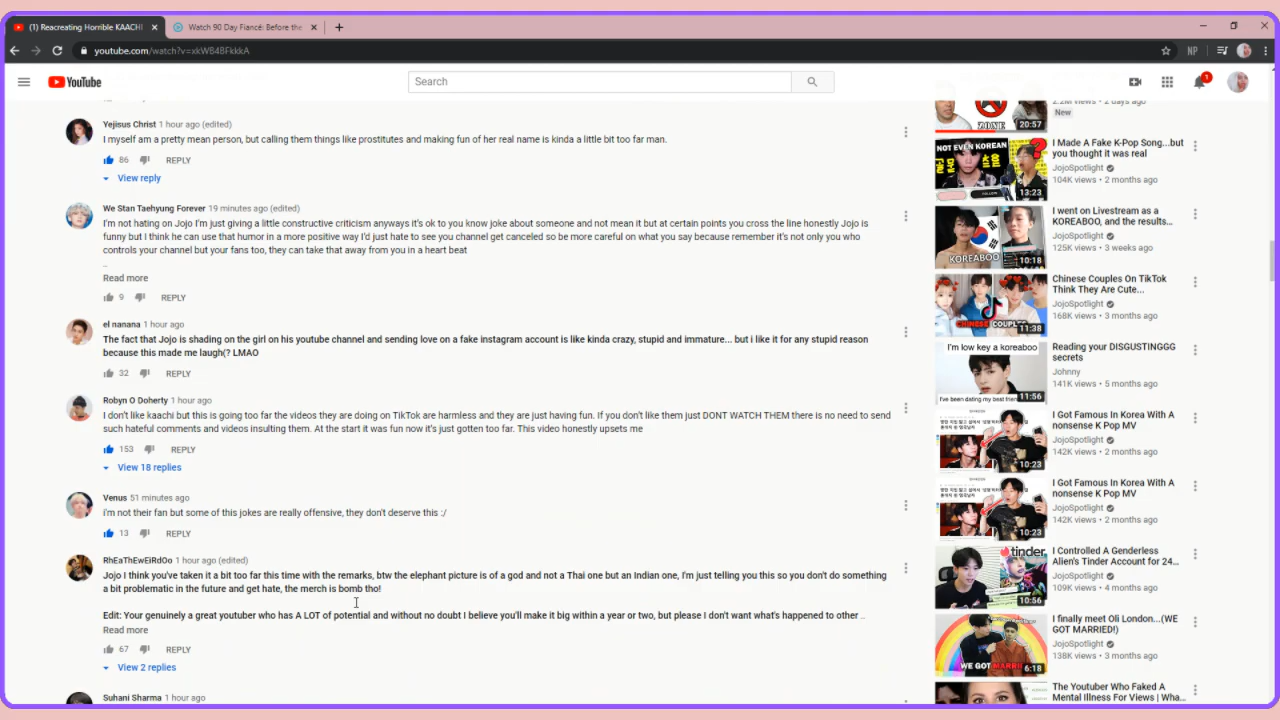 (1) Reacreating Horrible KAACHI
Watch 90 Day Fiancé: Before the
youtube.com/watch?v=xkWB48FkkkA
NP
YouTube
Search
1
Yejisus Christ 1 hour ago (edited)
I myself am a pretty mean person, but calling them things like prostitutes and making fun of her real name is kinda a little bit too far man.
86 REPLY
View reply
We Stan Taehyung Forever 19 minutes ago (edited)
I'm not hating on Jojo I'm just giving a little constructive criticism anyways it's ok to you know joke about someone and not mean it but at certain points you cross the line honestly Jojo is
funny but I think he can use that humor in a more positive way I'd just hate to see you channel get canceled so be more careful on what you say because remember it's not only you who
controls your channel but your fans too, they can take that away from you in a heart beat
..
Read more
9 REPLY
el nanana 1 hour ago
The fact that Jojo is shading on the girl on his youtube channel and sending love on a fake instagram account is like kinda crazy, stupid and immature... but i like it for any stupid reason
because this made me laugh(? LMAO
32 REPLY
Robyn O Doherty 1 hour ago
I don't like kaachi but this is going too far the videos they are doing on TikTok are harmless and they are just having fun. If you don't like them just DONT WATCH THEM there is no need to send
such hateful comments and videos insulting them. At the start it was fun now it's just gotten too far. This video honestly upsets me
153 REPLY
View 18 replies
Venus 51 minutes ago
i'm not their fan but some of this jokes are really offensive, they don't deserve this :/
13 REPLY
RhEaThEwEiRdOo 1 hour ago (edited)
Jojo I think you've taken it a bit too far this time with the remarks, btw the elephant picture is of a god and not a Thai one but an indian one, i'm just telling you this so you don't do something
a bit problematic in the future and get hate, the merch is bomb tho!
Edit: Your genuinely a great youtuber who has A LOT of potential and without no doubt I believe you'll make it big within a year or two, but please I don't want what's happened to other ..
Read more
67 REPLY
View 2 replies
Suhani Sharma 1 hour ago
2.2M views • 2 days ago
New
ZONE
20:57
I Made A Fake K-Pop Song...but
you thought it was real
JojoSpotlight
104K views • 2 months ago
NOT EVEN KOREAN
?
13:23
I went on Livestream as a
KOREABOO, and the results...
JojoSpotlight
125K views • 3 weeks ago
KOREABOO
10:18
Chinese Couples On TikTok
Think They Are Cute...
JojoSpotlight
168K views • 3 months ago
CHINESE COUPLES
11:38
Reading your DISGUSTINGGG
secrets
Johnny
141K views • 5 months ago
I'm low key a koreaboo
I've been dating my best frien
11:56
I Got Famous In Korea With A
nonsense K Pop MV
JojoSpotlight
142K views • 2 months ago
10:23
I Got Famous In Korea With A
nonsense K Pop MV
JojoSpotlight
142K views • 2 months ago
10:23
I Controlled A Genderless
Alien's Tinder Account for 24...
JojoSpotlight
109K views • 4 months ago
tinder
10:56
I finally meet Oli London...(WE
GOT MARRIED!)
JojoSpotlight
138K views • 3 months ago
WE GOT MARRI
6:18
The Youtuber Who Faked A
Mental Illness For Views | Wha...